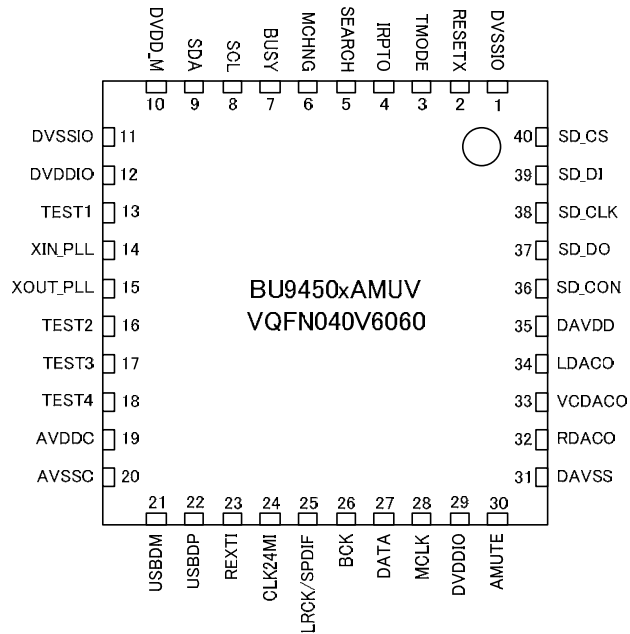 DVDD_M
SDA
SCL
BUSY
MCHNG
SEARCH
IRPTO
TMODE
RESETX
DVSSIO
10 9 8 7 6 5 4 3 2 1
DVSSIO 11
DVDDIO 12
TEST1 13
XIN_PLL 14
XOUT_PLL 15
TEST2 16
TEST3 17
TEST4 18
AVDDC 19
AVSSC 20
BU9450xAMUV
VQFN040V6060
40 SD_CS
39 SD_DI
38 SD_CLK
37 SD_DO
36 SD_CON
35 DAVDD
34 LDACO
33 VCDACO
32 RDACO
31 DAVSS
21 22 23 24 25 26 27 28 29 30
USBDM
USBDP
REXTI
CLK24MI
LRCK/SPDIF
BCK
DATA
MCLK
DVDDIO
AMUTE